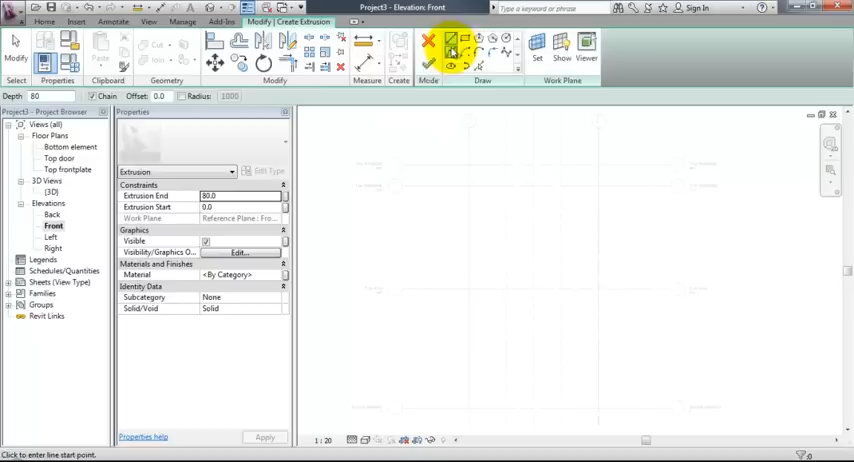 Project3 - Elevation: Front
Type a keyword or phrase
Sign In
Home
Insert
Annotate
View
Manage
Add-Ins
Modify | Create Extrusion
Paste
Cut
Join
Modify
Set
Show
Viewer
Select
Properties
Clipboard
Geometry
Modify
Measure
Create
Mode
Draw
Work Plane
Depth
80
Chain
Offset:
0.0
Radius:
1000
Project3 - Project Browser
Views (all)
Floor Plans
Bottom element
Top door
Top frontplate
3D Views
{3D}
Elevations
Back
Front
Left
Right
Legends
Schedules/Quantities
Sheets (View Type)
Families
Groups
Revit Links
Properties
Extrusion
Edit Type
Constraints
Extrusion End
80.0
Extrusion Start
0.0
Work Plane
Reference Plane : Fro...
Graphics
Visible
Visibility/Graphics O...
Edit...
Materials and Finishes
Material
<By Category>
Identity Data
Subcategory
None
Solid/Void
Solid
Properties help
Apply
1 : 20
Click to enter line start point.
:0